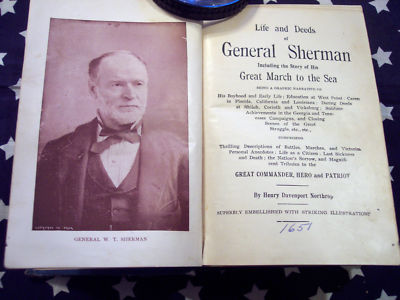 GENERAL W. T. SHERMAN
Life and Deeds
of
General Sherman
Including the Story of His
Great March to the Sea
BEING A GRAPHIC NARRATIVE OF
His Boyhood and Early Life; Education at West Point; Career
in Florida, California and Louisiana; Daring Deeds
at Shiloh, Corinth and Vicksburg; Sublime
Achievements in the Georgia and Tenn-
essee Campaigns, and Closing
Scenes of the Great
Struggle, etc., etc.,
COMPRISING
Thrilling Descriptions of Battles, Marches, and Victories
Personal Anecdotes; Life as a Citizen; Last Sickness
and Death; the Nation's Sorrow, and Magnifi-
cent Tributes to the
GREAT COMMANDER, HERO and PATRIOT
By Henry Davenport Northrop
SUPERBLY EMBELLISHED WITH STRIKING ILLUSTRATIONS
1651